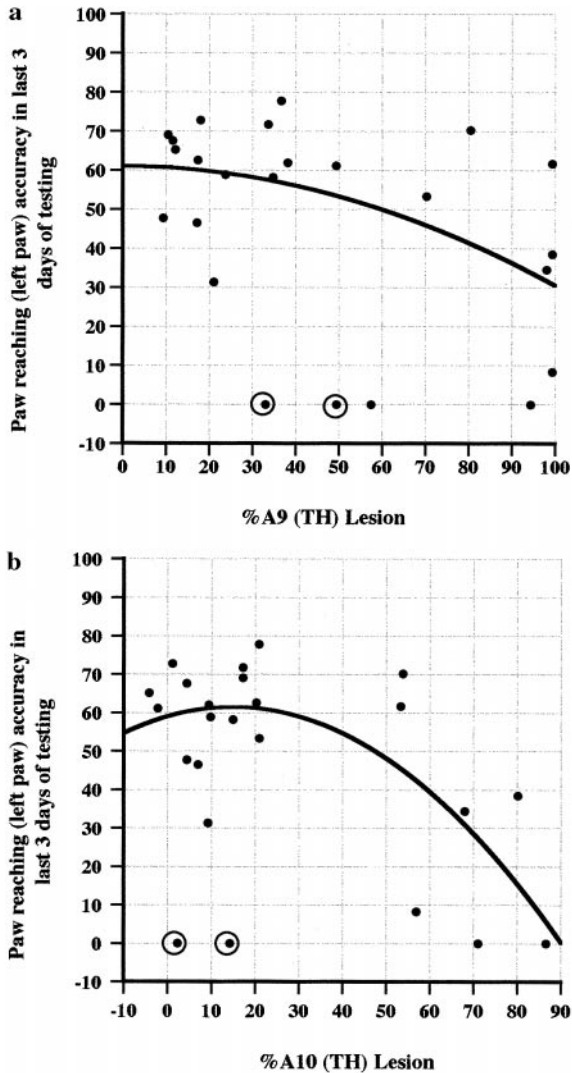 a
100
90
80
70
60
50
40
30
20
10
0
-10
Paw reaching (left paw) accuracy in last 3
days of testing
0 10 20 30 40 50 60 70 80 90 100
%A9 (TH) Lesion
b
100
90
80
70
60
50
40
30
20
10
0
-10
Paw reaching (left paw) accuracy in
last 3 days of testing
-10 0 10 20 30 40 50 60 70 80 90
%A10 (TH) Lesion